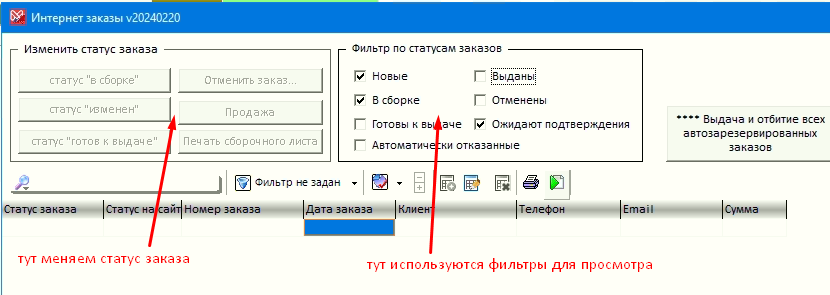 Интернет заказы v20240220
Изменить статус заказа
Фильтр по статусам заказов
статус "в сборке"
Отменить заказ...
статус "изменен"
Продажа
статус "готов к выдаче"
Печать сборочного листа
Новые
Выданы
В сборке
Отменены
Готовы к выдаче
Ожидают подтверждения
Автоматически отказанные
**** Выдача и отбитие всех
автозарезервированных
заказов
Фильтр не задан
Статус заказа
Статус на сайт
Номер заказа
Дата заказа
Клиент
Телефон
Email
Сумма
тут меняем статус заказа
тут используются фильтры для просмотра